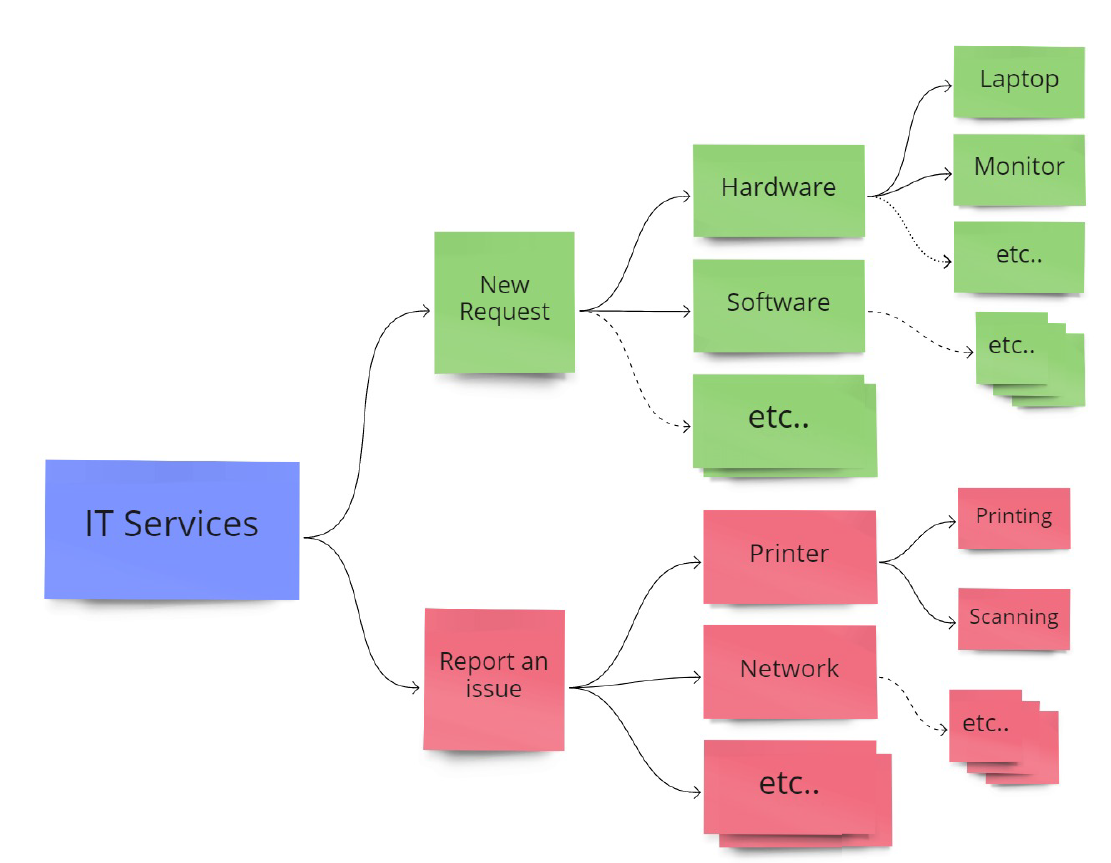 Laptop
Monitor
etc..
Hardware
New
Request
Software
etc..
etc..
IT Services
Printing
Printer
Scanning
Report an
issue
Network
etc..
etc..